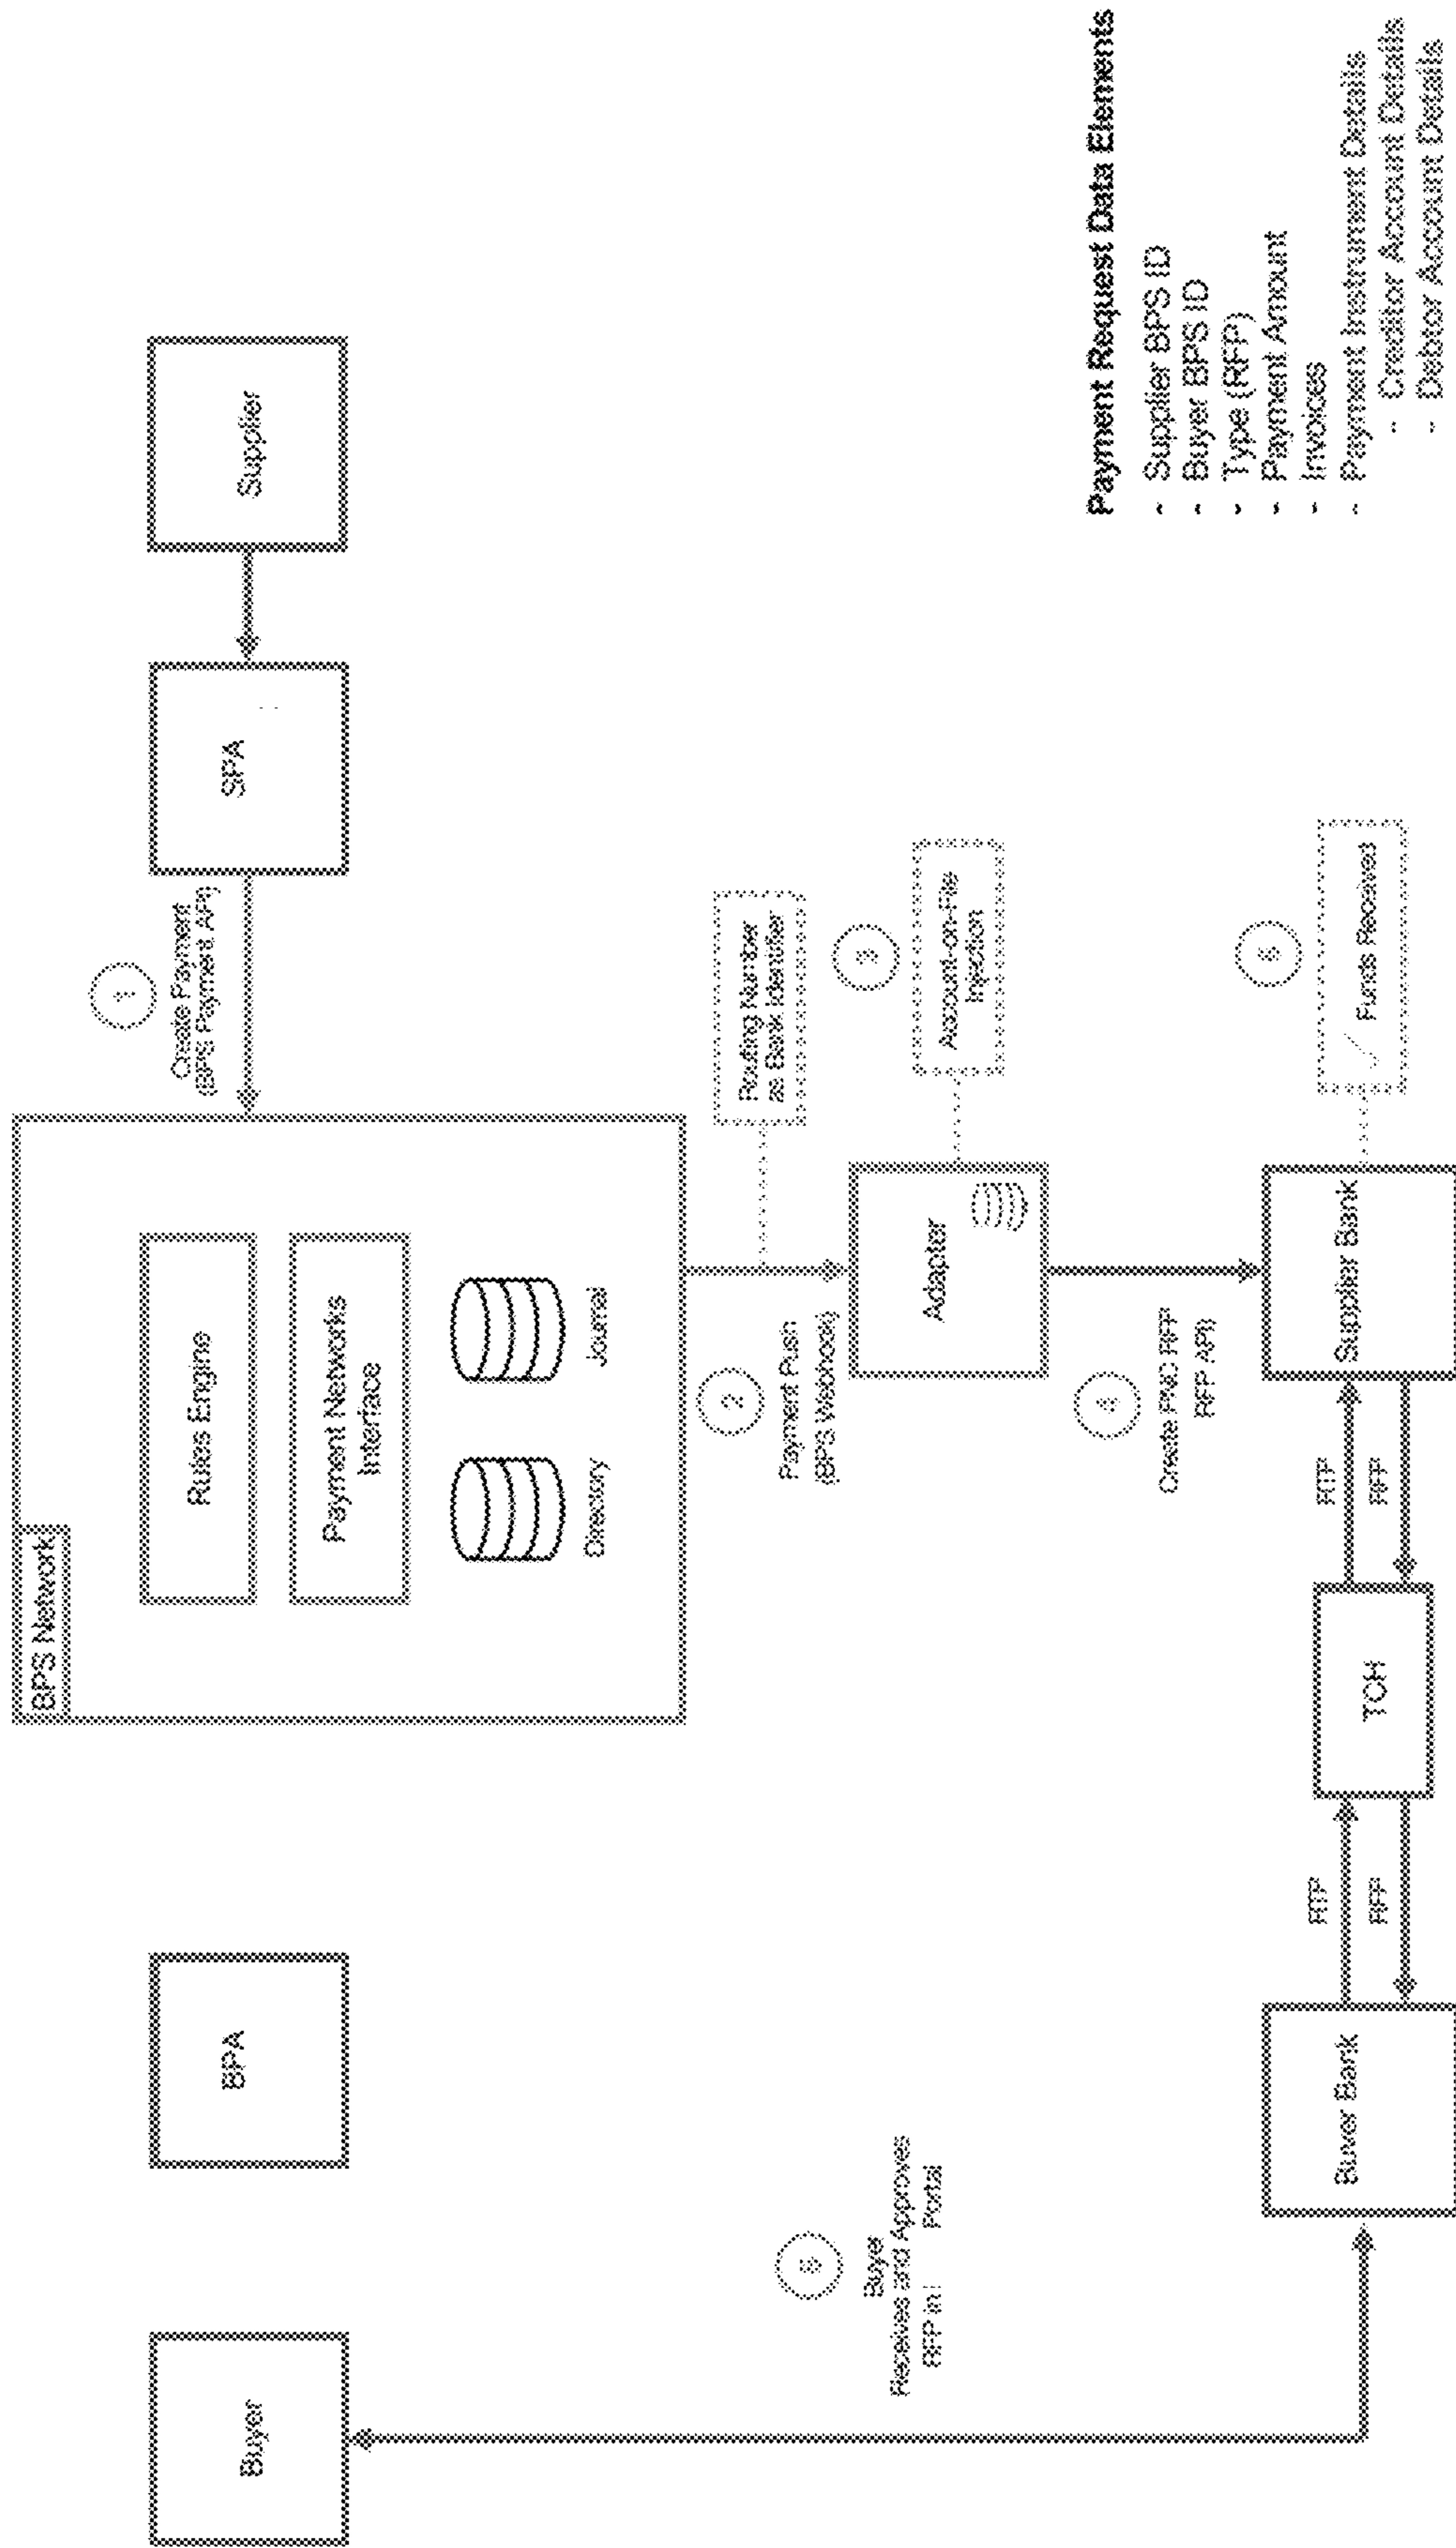 Buyer
BPA
BPS Network
Rules Engine
Payment Networks
Interface
Directory
Journal
1
Create Payment
(BPS Payment API)
SPA
Supplier
2
Payment Push
(BPS Webhook)
Routing Number
as Bank Identifier
Adapter
3
Account-on-File
Injection
4
Create PNC RFP
RFP API)
5
Buyer
Receives and Approves
RFP in
Portal
Buyer Bank
RTP
RFP
TCH
RTP
RFP
Supplier Bank
✓ Funds Received
Payment Request Data Elements
- Supplier BPS ID
- Buyer BPS ID
- Type (RFP)
- Payment Amount
- Invoices
- Payment Instrument Details
- Creditor Account Details
- Debtor Account Details